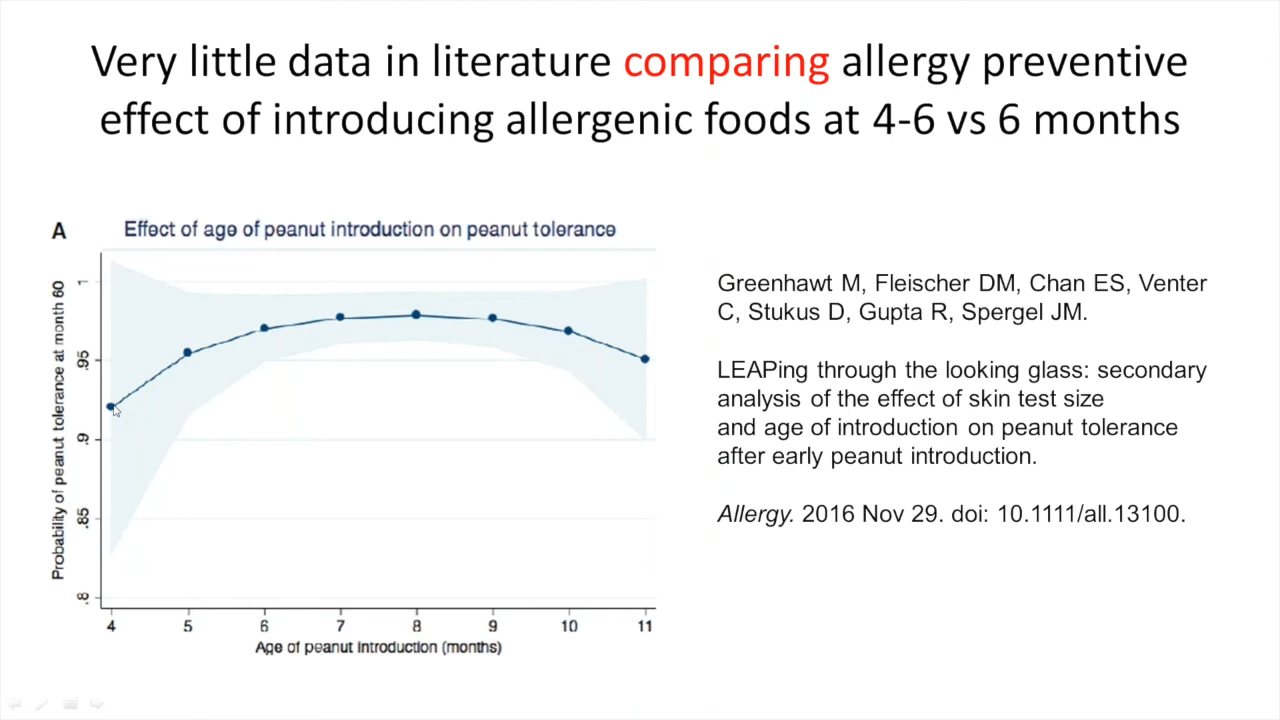 Very little data in literature comparing allergy preventive
effect of introducing allergenic foods at 4-6 vs 6 months
A
Effect of age of peanut introduction on peanut tolerance
Probability of peanut tolerance at month 60
1
.95
.9
.85
.8
4 5 6 7 8 9 10 11
Age of peanut introduction (months)
Greenhawt M, Fleischer DM, Chan ES, Venter
C, Stukus D, Gupta R, Spergel JM.
LEAPing through the looking glass: secondary
analysis of the effect of skin test size
and age of introduction on peanut tolerance
after early peanut introduction.
Allergy. 2016 Nov 29. doi: 10.1111/all.13100.